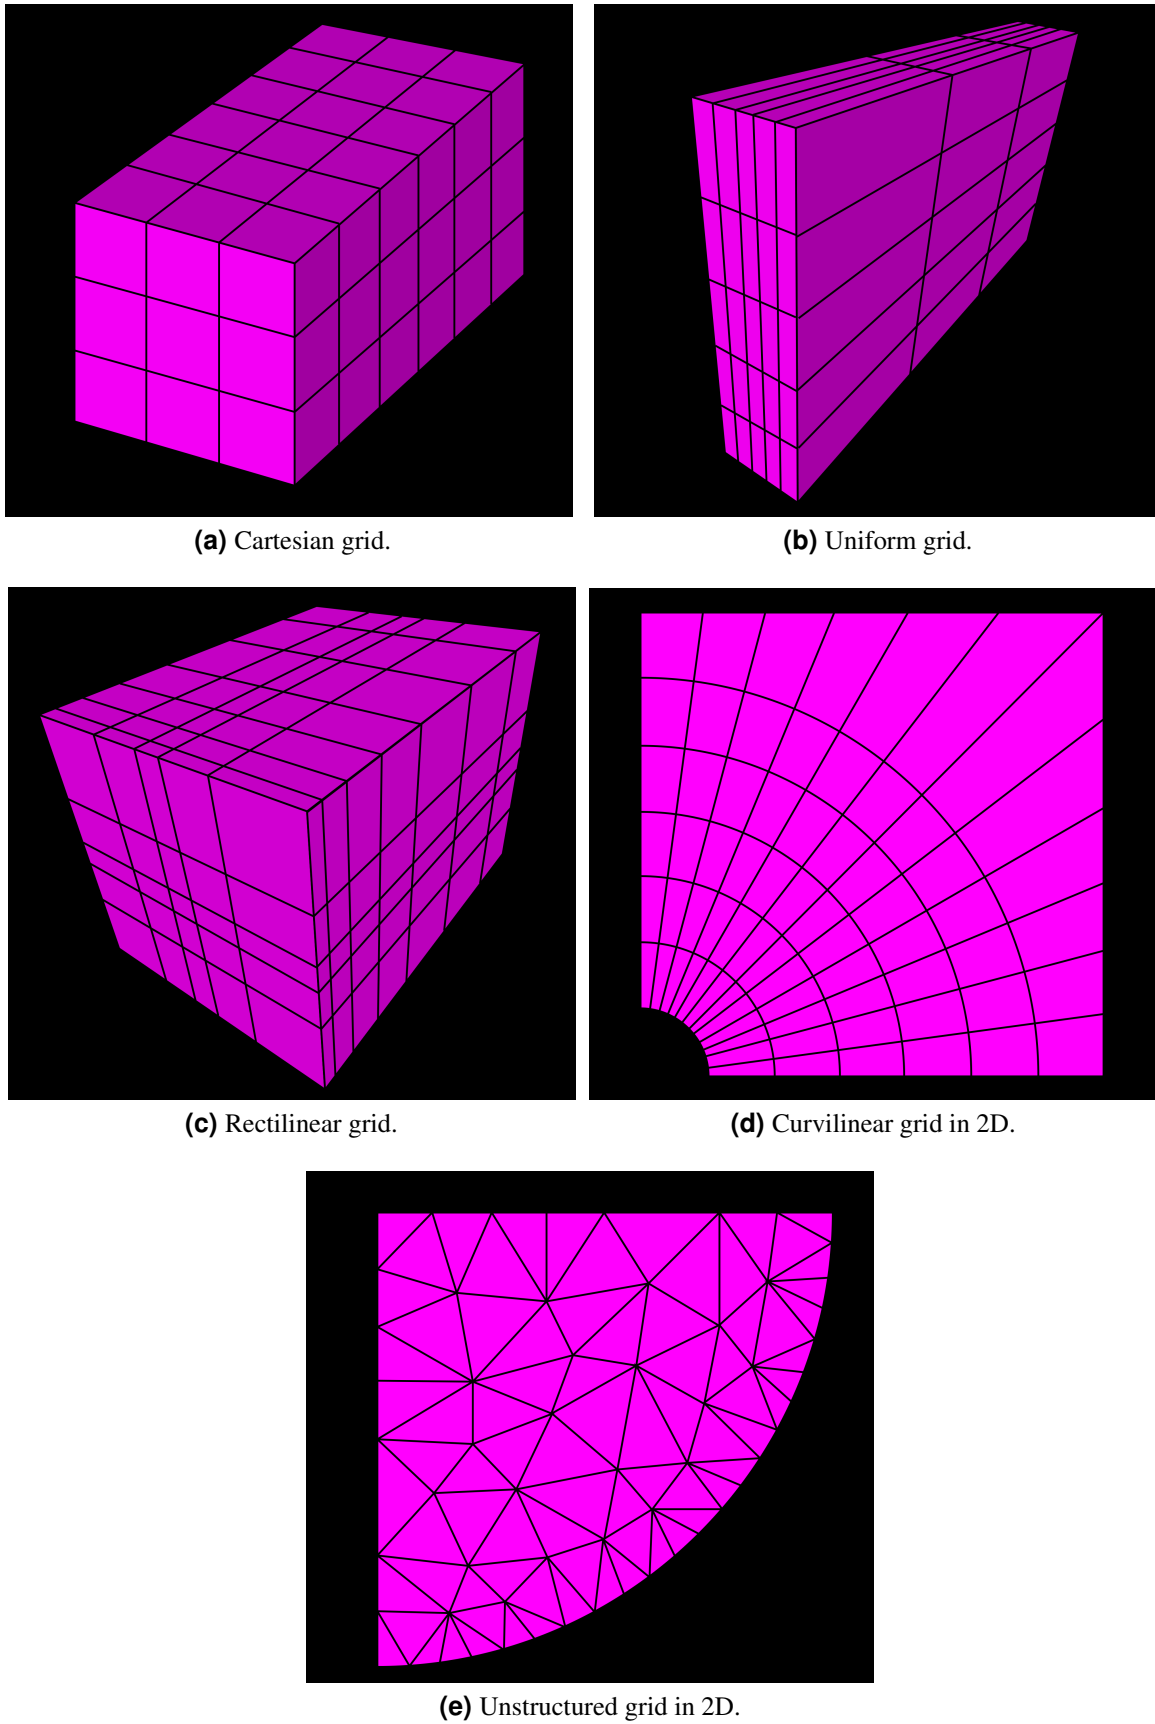 (a) Cartesian grid.
(b) Uniform grid.
(c) Rectilinear grid.
(d) Curvilinear grid in 2D.
(e) Unstructured grid in 2D.